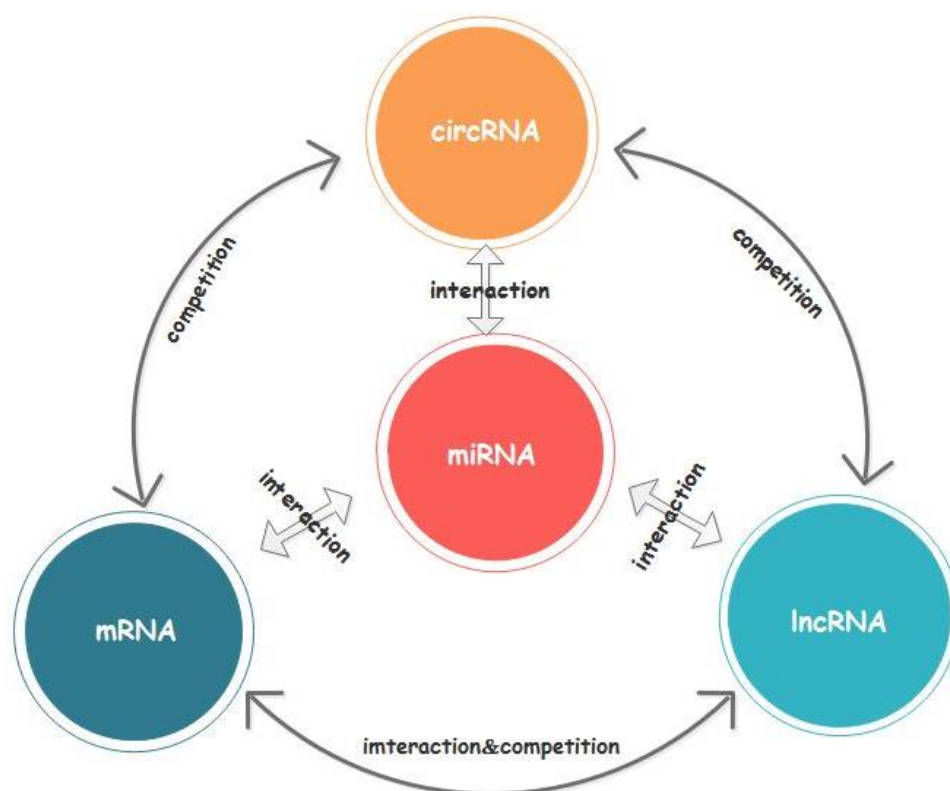 circRNA
competition
competition
interaction
miRNA
interaction
interaction
mRNA
lncRNA
imteraction&competition